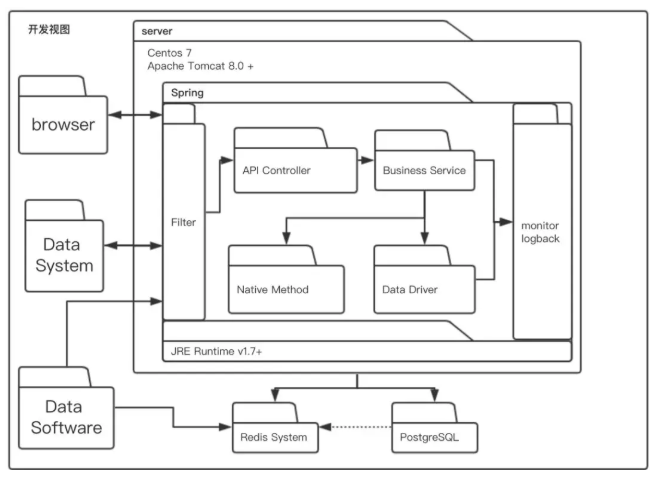 开发视图
server
Centos 7
Apache Tomcat 8.0 +
Spring
browser
Filter
API Controller
Business Service
monitor
logback
Data
System
Native Method
Data Driver
JRE Runtime v1.7+
Data
Software
Redis System
PostgreSQL